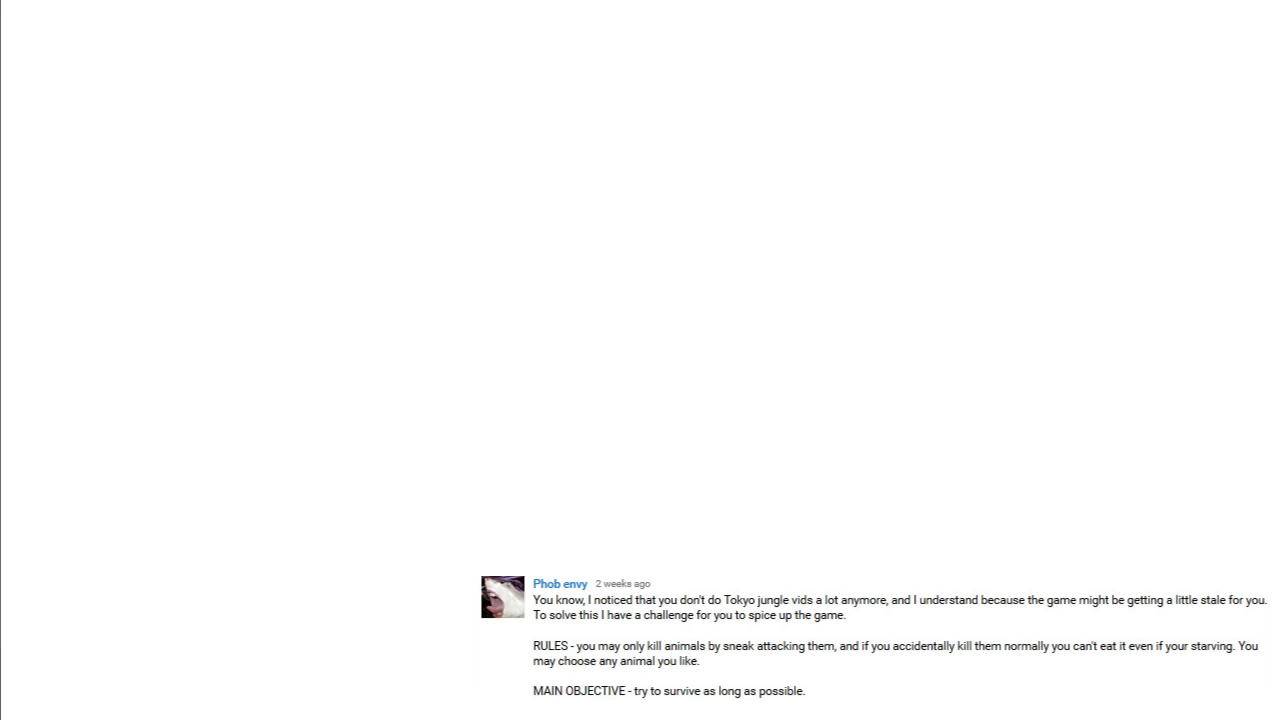 Phob envy 2 weeks ago
You know, I noticed that you don't do Tokyo jungle vids a lot anymore, and I understand because the game might be getting a little stale for you.
To solve this I have a challenge for you to spice up the game.
RULES - you may only kill animals by sneak attacking them, and if you accidentally kill them normally you can't eat it even if your starving. You
may choose any animal you like.
MAIN OBJECTIVE - try to survive as long as possible.